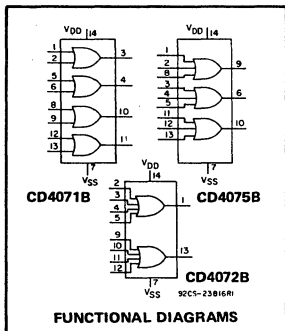 VDD 14 VDD 14
1 3 1 9
2 2
8
5 4 3 6
6 4
5
8 10 11 10
9 12
13
12 11
13
7 7
VSS VSS
CD4071B CD4075B
VDD
14
2
3 1
4
5
9
10 13
11
12
CD4072B
7
VSS 92CS-23816R1
FUNCTIONAL DIAGRAMS